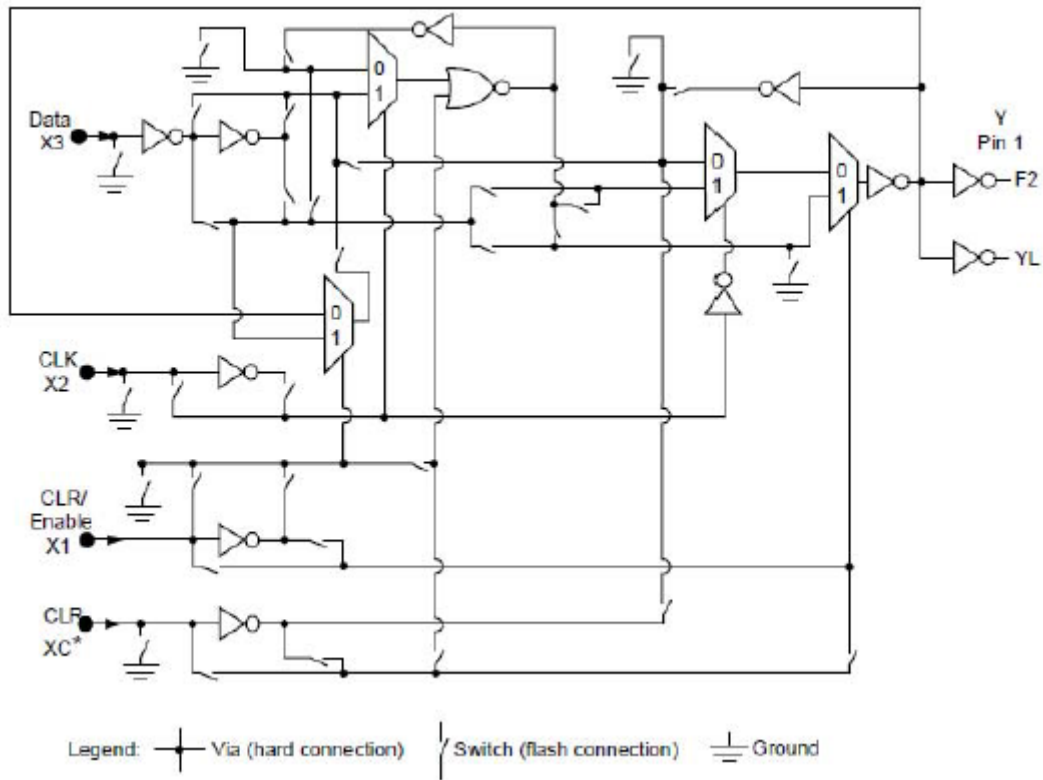 0
1
Data
X3
0
1
0
1
Y
Pin 1
F2
YL
0
1
CLK
X2
CLR/
Enable
X1
CLR
XC*
Legend:
Via (hard connection)
Switch (flash connection)
Ground